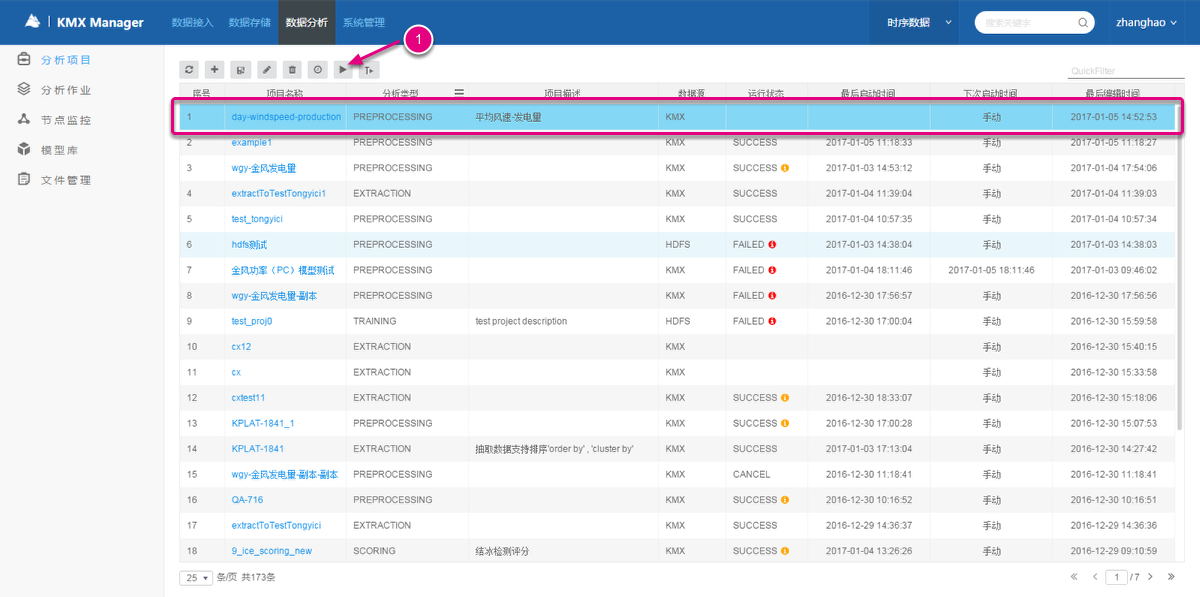 KMX Manager 数据接入 数据存储 数据分析 系统管理 时序数据 搜索关键字 zhanghao
1
分析项目
分析作业
节点监控
模型库
文件管理
T
QuickFilter
序号 项目名称 分析类型 项目描述 数据源 运行状态 最后启动时间 下次启动时间 最后编辑时间
1 day-windspeed-production PREPROCESSING 平均风速-发电量 KMX 手动 2017-01-05 14:52:53
2 example1 PREPROCESSING KMX SUCCESS 2017-01-05 11:18:33 手动 2017-01-05 11:18:27
3 wgy-金风发电量 PREPROCESSING KMX SUCCESS 2017-01-03 14:53:12 手动 2017-01-04 17:54:06
4 extractToTestTongyici1 EXTRACTION KMX SUCCESS 2017-01-04 11:39:04 手动 2017-01-04 11:39:03
5 test_tongyici PREPROCESSING KMX SUCCESS 2017-01-04 10:57:35 手动 2017-01-04 10:57:34
6 hdfs测试 PREPROCESSING HDFS FAILED 2017-01-03 14:38:04 手动 2017-01-03 14:38:03
7 金风功率（PC）模型测试 PREPROCESSING KMX FAILED 2017-01-04 18:11:46 2017-01-05 18:11:46 2017-01-03 09:46:02
8 wgy-金风发电量-副本 PREPROCESSING KMX FAILED 2016-12-30 17:56:57 手动 2016-12-30 17:56:56
9 test_proj0 TRAINING test project description HDFS FAILED 2016-12-30 17:00:04 手动 2016-12-30 15:59:58
10 cx12 EXTRACTION KMX 手动 2016-12-30 15:40:15
11 cx EXTRACTION KMX 手动 2016-12-30 15:33:58
12 cxtest11 EXTRACTION KMX SUCCESS 2016-12-30 18:33:07 手动 2016-12-30 15:18:06
13 KPLAT-1841_1 PREPROCESSING KMX SUCCESS 2016-12-30 17:00:28 手动 2016-12-30 15:07:53
14 KPLAT-1841 EXTRACTION 抽取数据支持排序'order by' , 'cluster by' KMX SUCCESS 2017-01-03 17:13:04 手动 2016-12-30 14:27:42
15 wgy-金风发电量-副本-副本 PREPROCESSING KMX CANCEL 2016-12-30 11:18:41 手动 2016-12-30 11:18:41
16 QA-716 PREPROCESSING KMX SUCCESS 2016-12-30 10:16:52 手动 2016-12-30 10:16:51
17 extractToTestTongyici EXTRACTION KMX SUCCESS 2016-12-29 14:36:37 手动 2016-12-29 14:36:36
18 9_ice_scoring_new SCORING 结冰检测评分 KMX SUCCESS 2017-01-04 13:26:26 手动 2016-12-29 09:10:59
25 条/页 共173条 « ‹ 1 / 7 › »